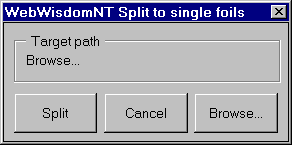 WebWisdomNT Split to single foils
Target path
Browse...
Split Cancel Browse...